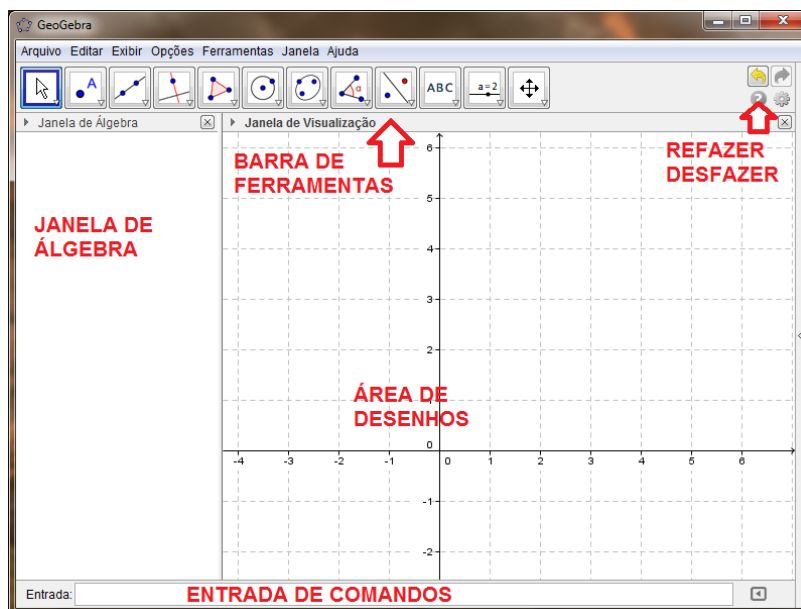 GeoGebra
Arquivo Editar Exibir Opções Ferramentas Janela Ajuda
A
α
ABC
a=2
?
Janela de Álgebra
Janela de Visualização
BARRA DE
FERRAMENTAS
REFAZER
DESFAZER
JANELA DE
ÁLGEBRA
6
5
4
3
2
1
ÁREA DE
DESENHOS
0
-4 -3 -2 -1 0 1 2 3 4 5 6
-1
-2
Entrada:
ENTRADA DE COMANDOS